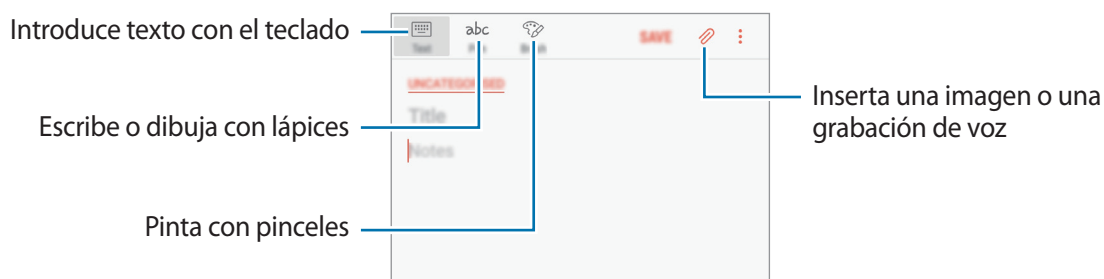 Introduce texto con el teclado
abc
Text
SAVE
UNCATEGORISED
Title
Escribe o dibuja con lápices
Notes
Inserta una imagen o una
grabación de voz
Pinta con pinceles